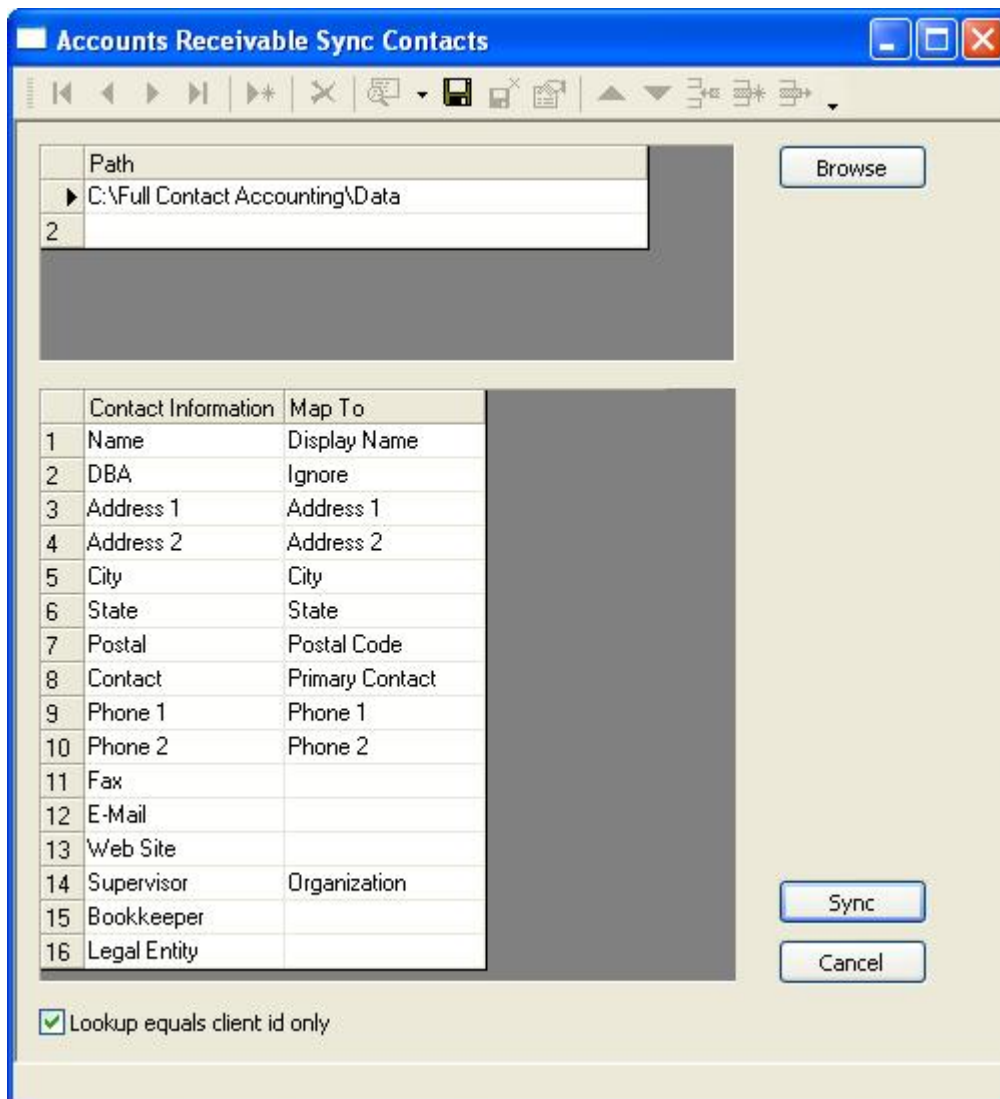 Accounts Receivable Sync Contacts
Path
Browse
C:\Full Contact Accounting\Data
2
Contact Information Map To
1 Name Display Name
2 DBA Ignore
3 Address 1 Address 1
4 Address 2 Address 2
5 City City
6 State State
7 Postal Postal Code
8 Contact Primary Contact
9 Phone 1 Phone 1
10 Phone 2 Phone 2
11 Fax
12 E-Mail
13 Web Site
14 Supervisor Organization
15 Bookkeeper
16 Legal Entity
Sync
Cancel
Lookup equals client id only